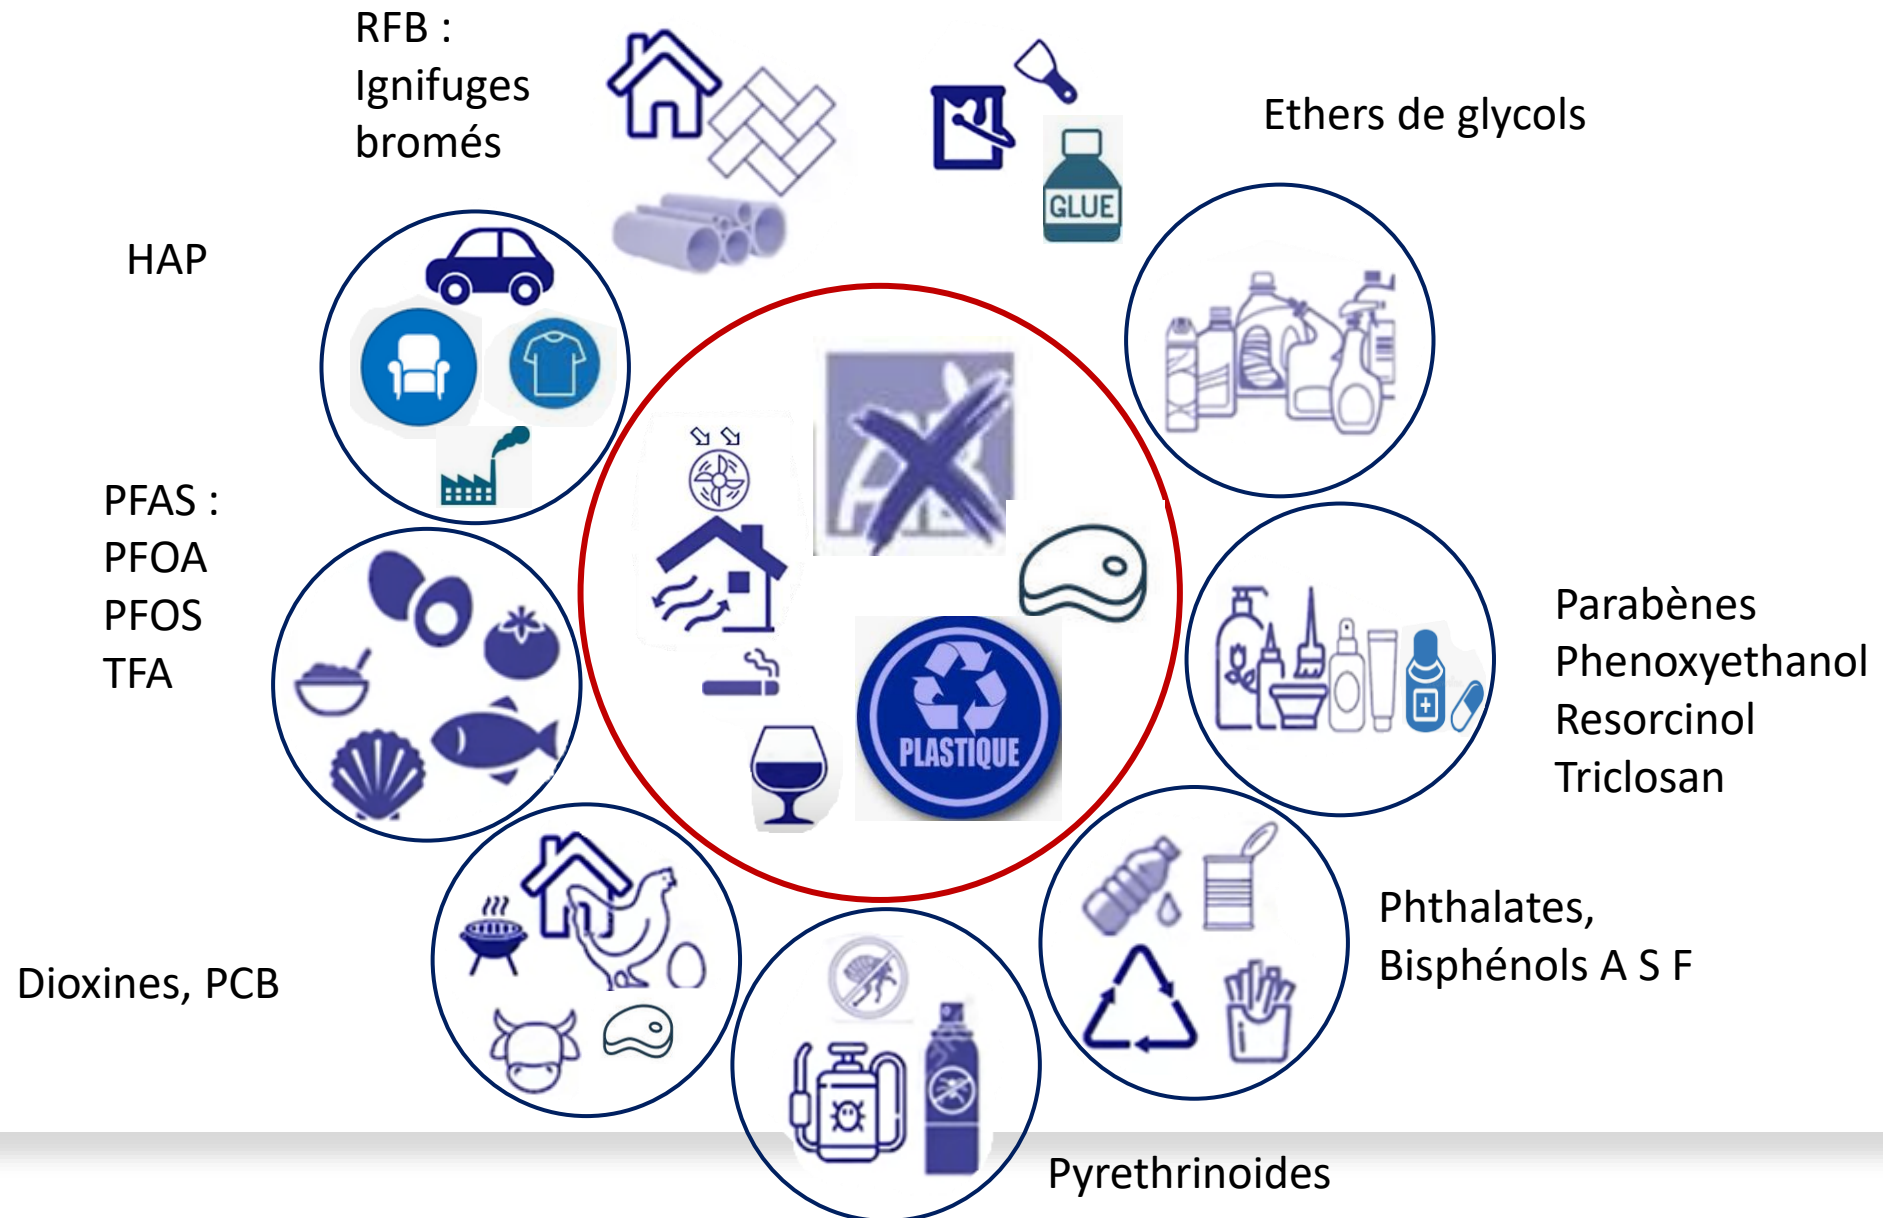 RFB :
Ignifuges
bromés
Ethers de glycols
GLUE
HAP
PFAS :
PFOA
PFOS
TFA
PLASTIQUE
Parabènes
Phenoxyethanol
Resorcinol
Triclosan
Phthalates,
Bisphénols A S F
Dioxines, PCB
Pyrethrinoides